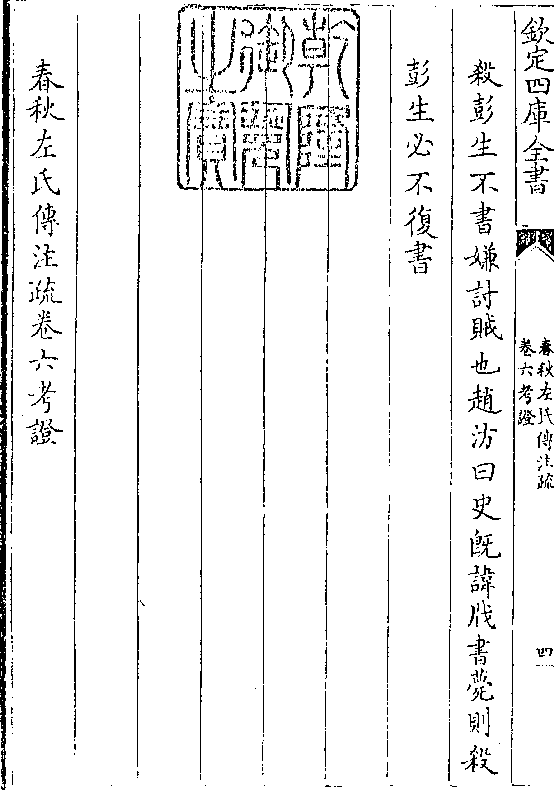 欽定四庫全書
春秋左氏傳注疏
卷六考證
四
殺彭生不書嫌討賊也趙汸曰史既諱戕書薨則殺
彭生必不復書
乾隆御覽之寶
春秋左氏傳注疏卷六考證